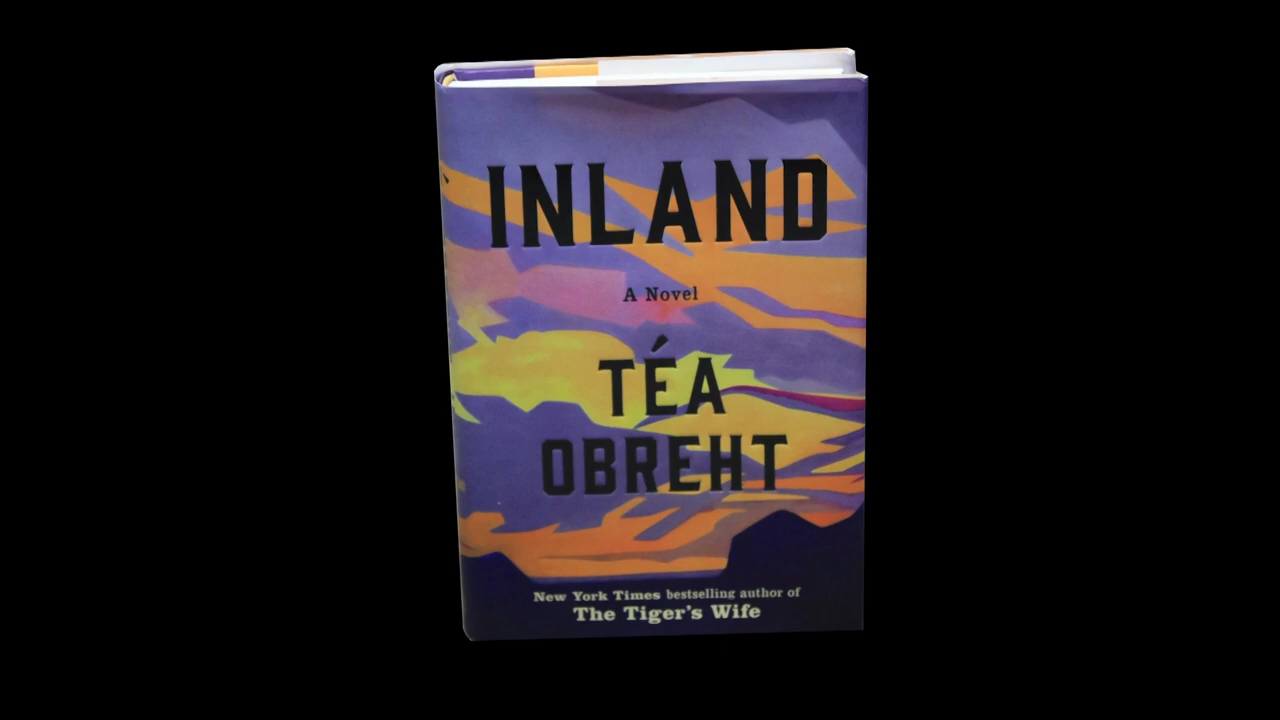 INLAND
A Novel
TÉA
OBREHT
New York Times bestselling author of
The Tiger's Wife